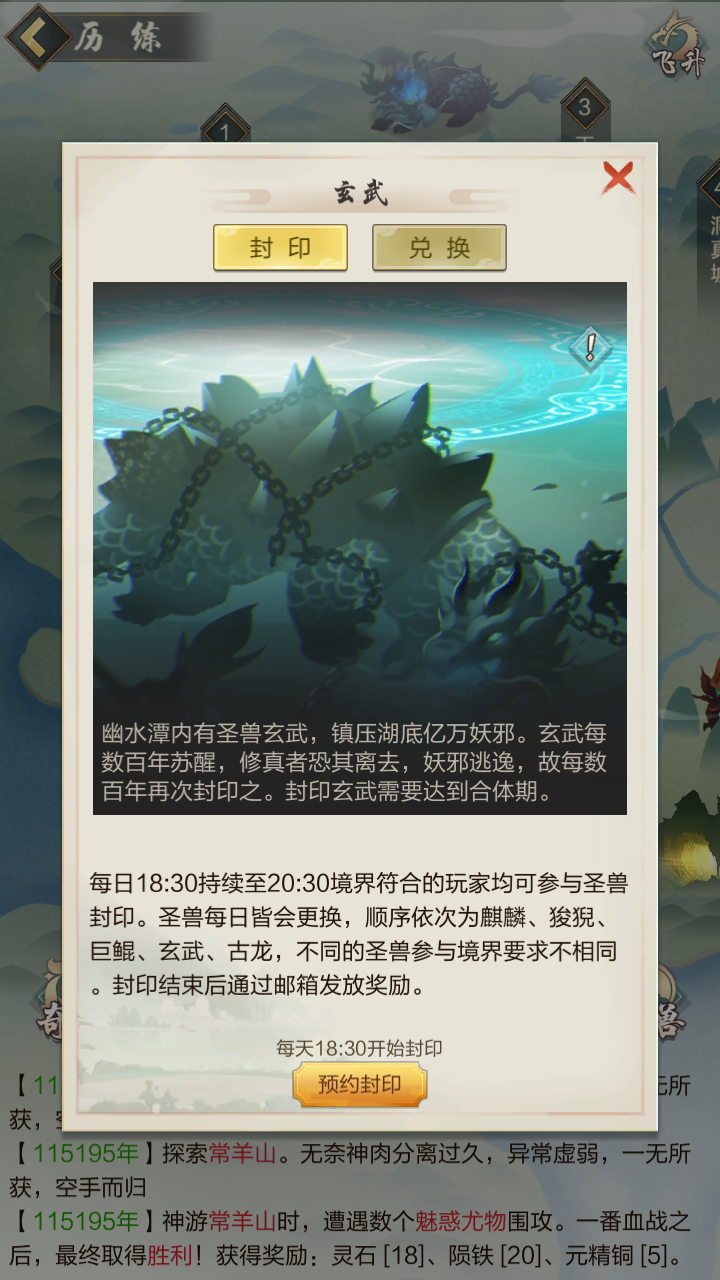 历 练
飞升
1
3
玄武
封 印
兑 换
幽水潭内有圣兽玄武，镇压湖底亿万妖邪。玄武每
数百年苏醒，修真者恐其离去，妖邪逃逸，故每数
百年再次封印之。封印玄武需要达到合体期。
每日18:30持续至20:30境界符合的玩家均可参与圣兽
封印。圣兽每日皆会更换，顺序依次为麒麟、狻猊、
巨鲲、玄武、古龙，不同的圣兽参与境界要求不相同
。封印结束后通过邮箱发放奖励。
每天18:30开始封印
预约封印
奇
兽
【 11
无所
获，空
【 115195年 】探索常羊山。无奈神肉分离过久，异常虚弱，一无所
获，空手而归
【 115195年 】神游常羊山时，遭遇数个魅惑尤物围攻。一番血战之
后，最终取得胜利！获得奖励：灵石 [18]、陨铁 [20]、元精铜 [5]。